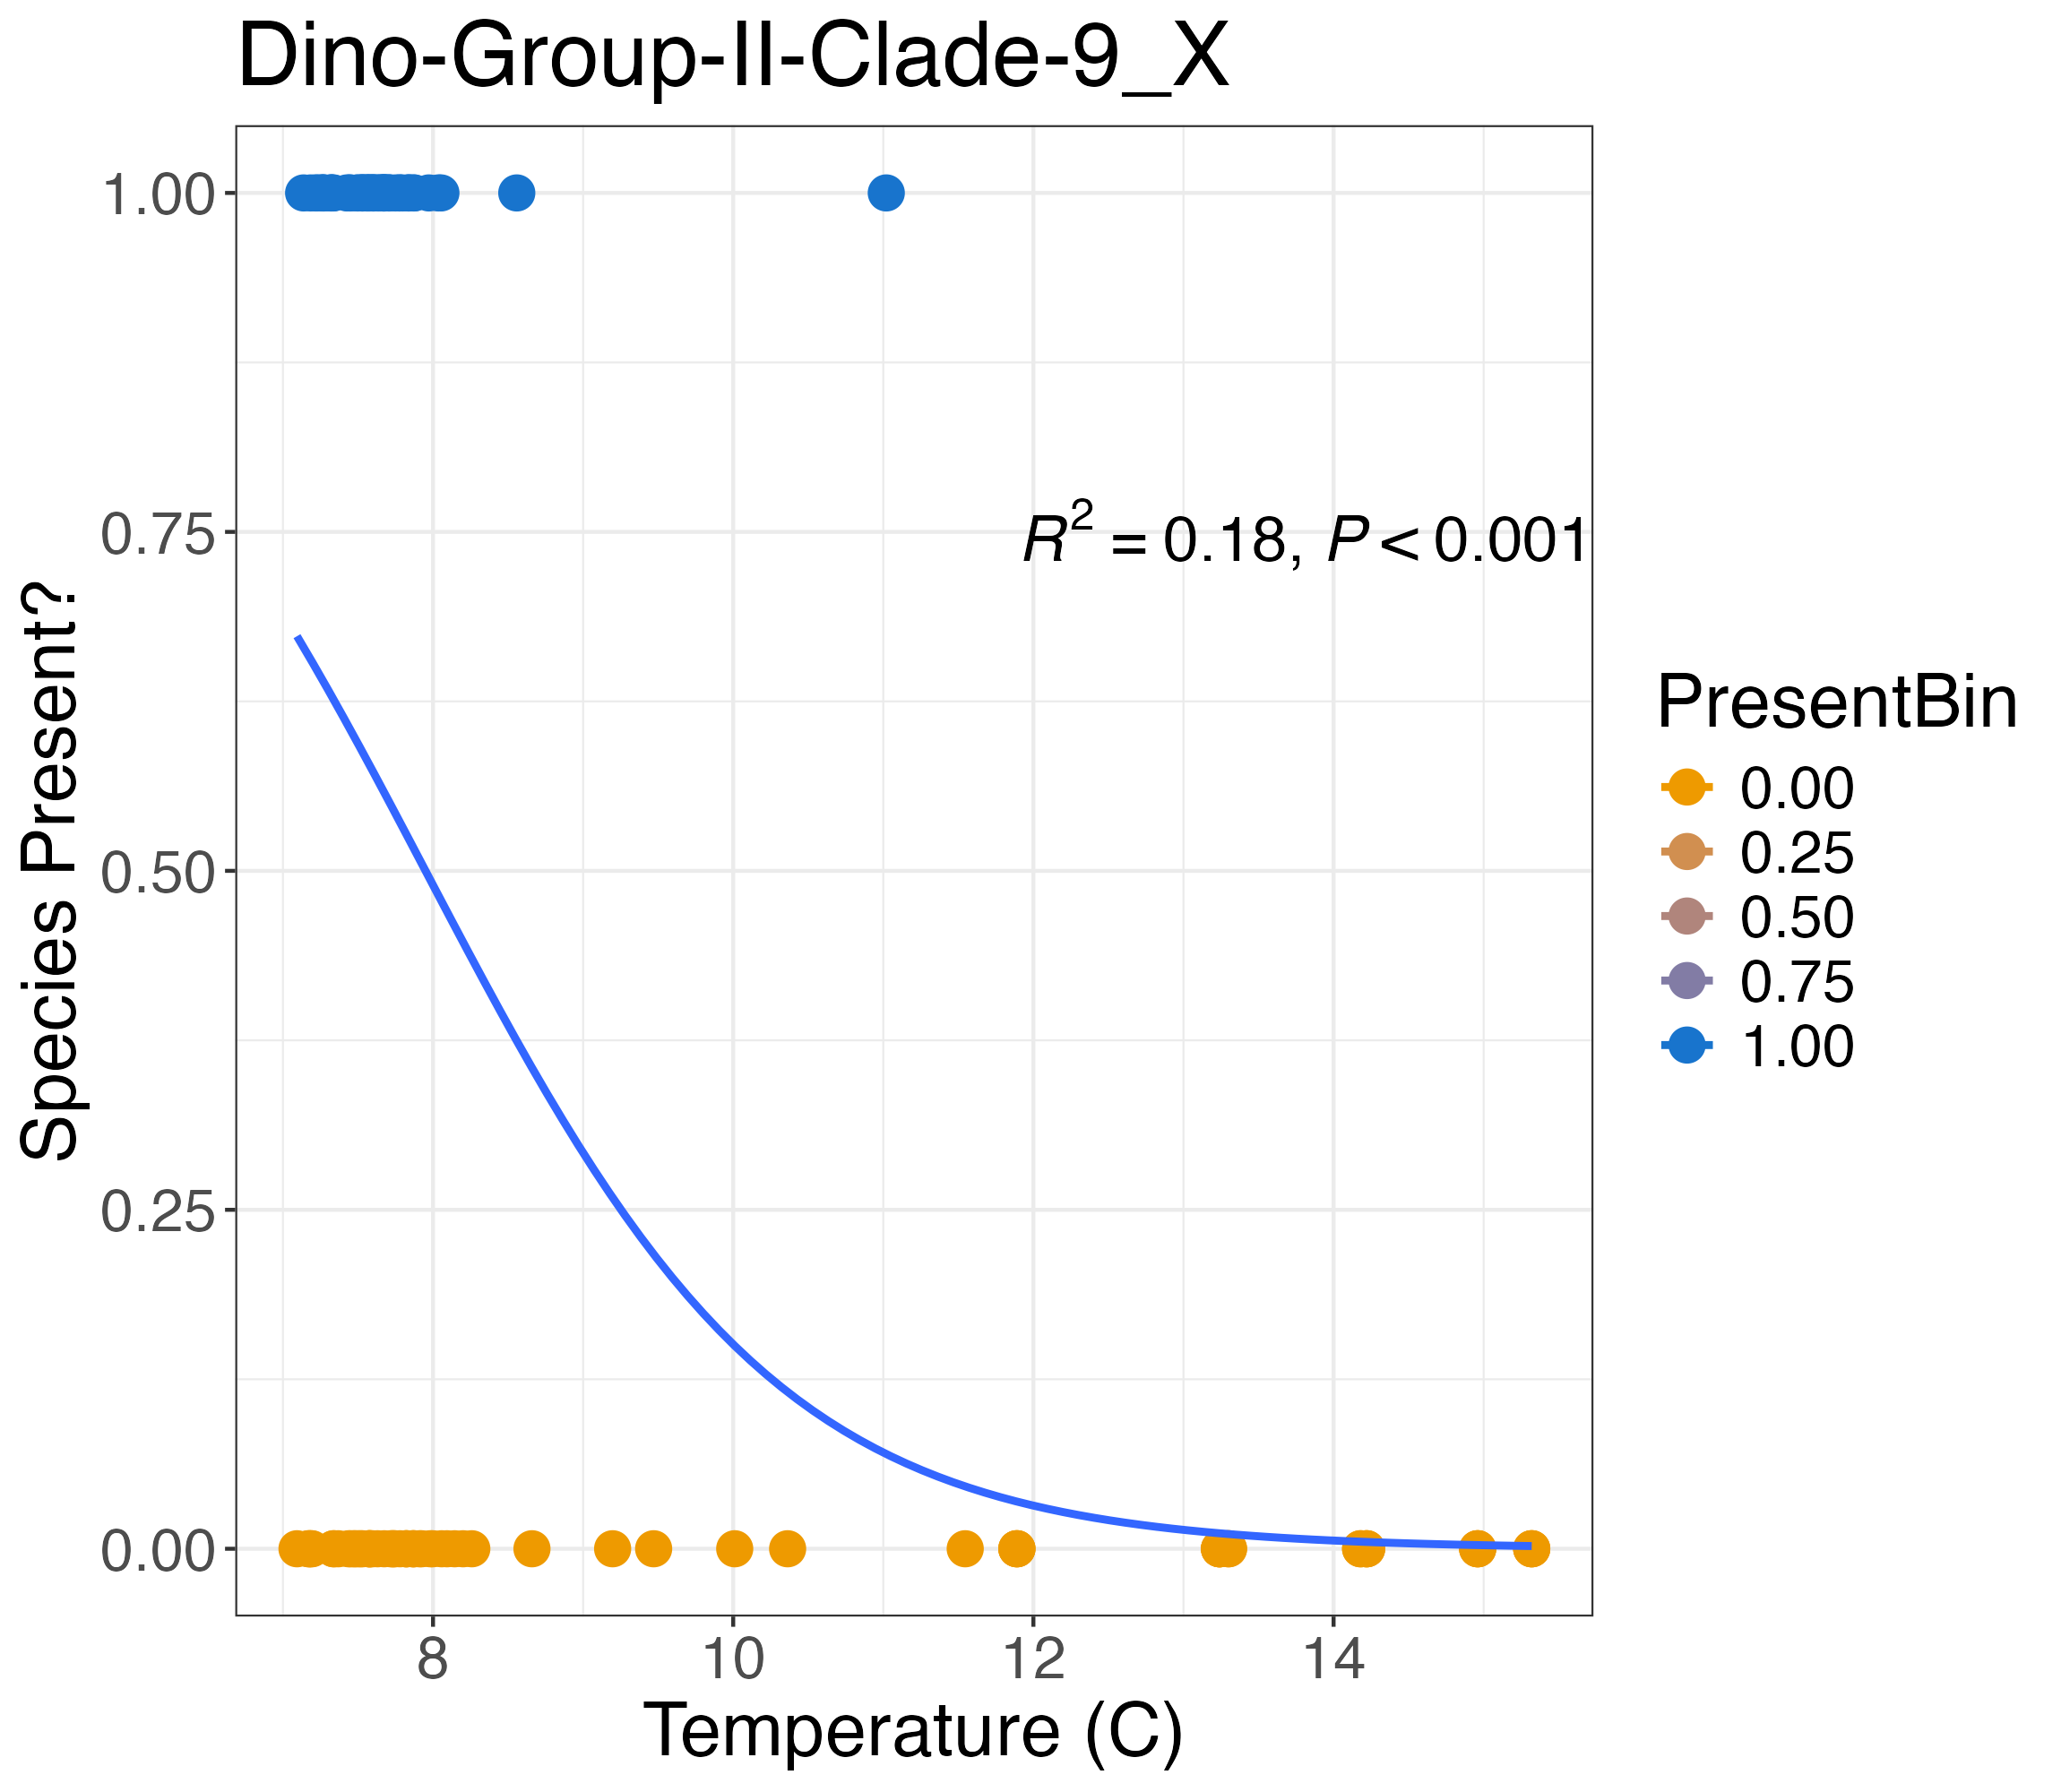 Dino-Group-II-Clade-9_X
1.00
0.75
0.50
0.25
0.00
Species Present?
R² = 0.18, P < 0.001
8 10 12 14
Temperature (C)
PresentBin
0.00
0.25
0.50
0.75
1.00